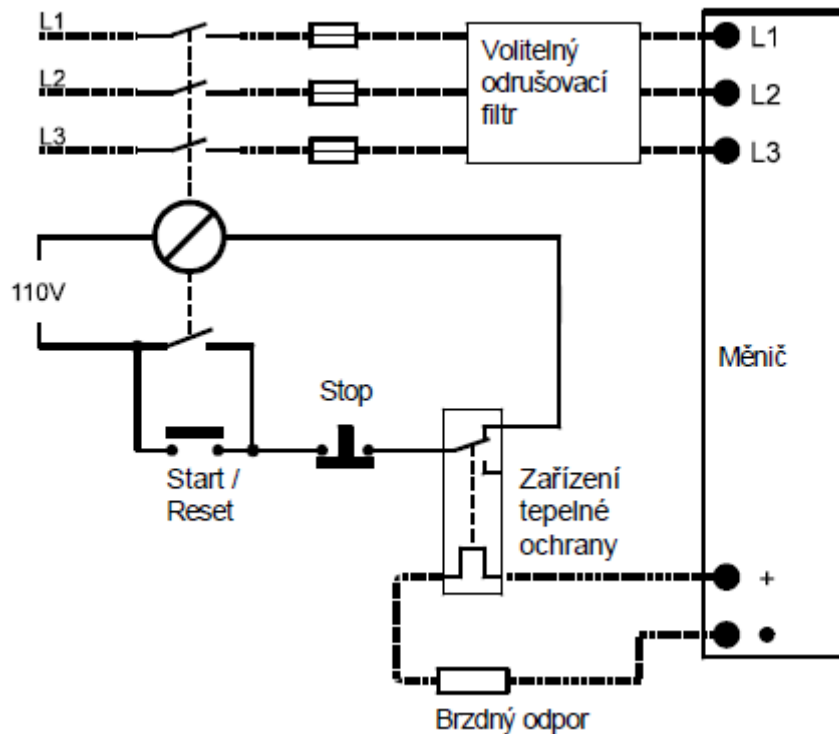 L1
L2
L3
Volitelný
odrušovací
filtr
L1
L2
L3
110V
Měnič
Stop
Start /
Reset
Zařízení
tepelné
ochrany
+
Brzdný odpor